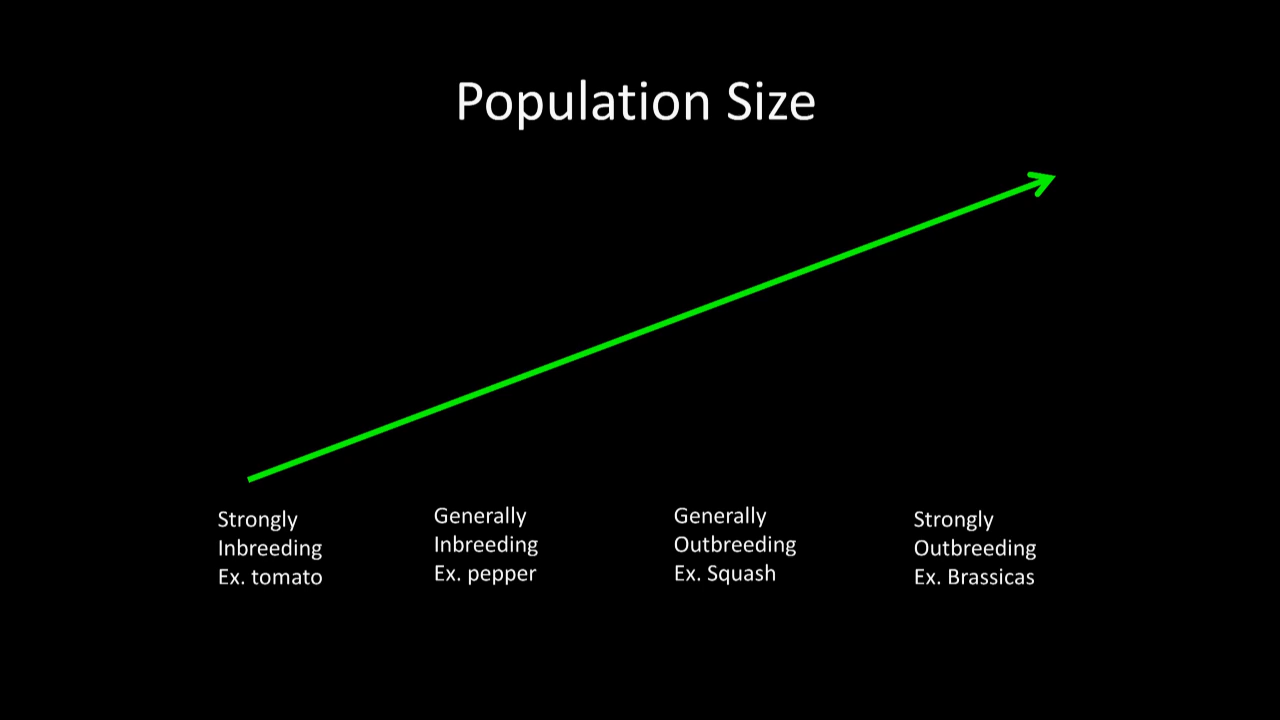 Population Size
Strongly
Inbreeding
Ex. tomato
Generally
Inbreeding
Ex. pepper
Generally
Outbreeding
Ex. Squash
Strongly
Outbreeding
Ex. Brassicas